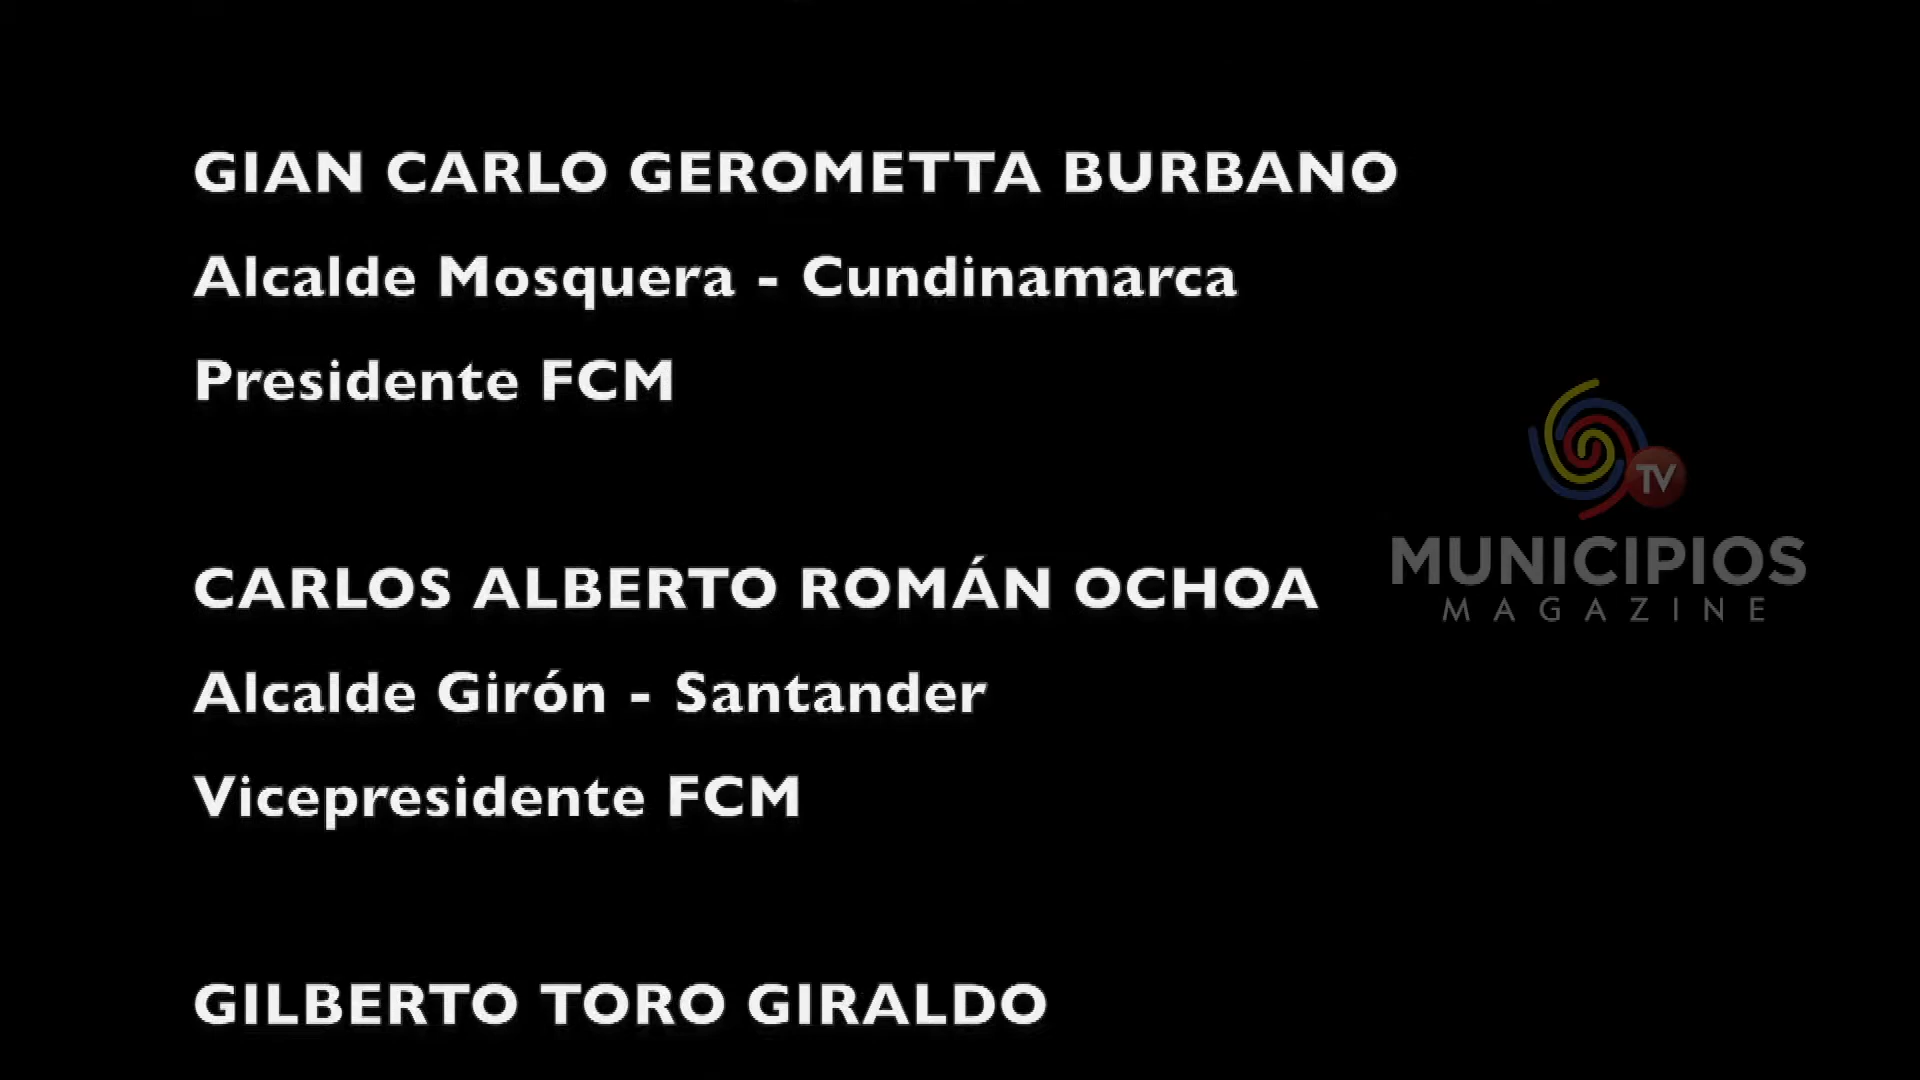 GIAN CARLO GEROMETTA BURBANO
Alcalde Mosquera - Cundinamarca
Presidente FCM
CARLOS ALBERTO ROMÁN OCHOA
Alcalde Girón - Santander
Vicepresidente FCM
GILBERTO TORO GIRALDO
TV
MUNICIPIOS
MAGAZINE